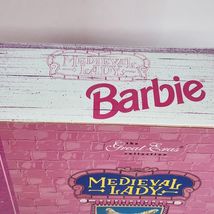 MEDIEVAL
LADY
Barbie
the
Great Eras
collection
MEDIEVAL
LADY